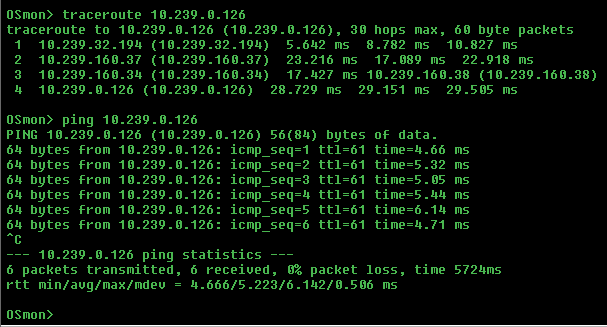 OSmon> traceroute 10.239.0.126
traceroute to 10.239.0.126 (10.239.0.126), 30 hops max, 60 byte packets
1 10.239.32.194 (10.239.32.194) 5.642 ms 8.782 ms 10.827 ms
2 10.239.160.37 (10.239.160.37) 23.216 ms 17.089 ms 22.918 ms
3 10.239.160.34 (10.239.160.34) 17.427 ms 10.239.160.38 (10.239.160.38)
4 10.239.0.126 (10.239.0.126) 28.729 ms 29.151 ms 29.505 ms
OSmon> ping 10.239.0.126
PING 10.239.0.126 (10.239.0.126) 56(84) bytes of data.
64 bytes from 10.239.0.126: icmp_seq=1 ttl=61 time=4.66 ms
64 bytes from 10.239.0.126: icmp_seq=2 ttl=61 time=5.32 ms
64 bytes from 10.239.0.126: icmp_seq=3 ttl=61 time=5.05 ms
64 bytes from 10.239.0.126: icmp_seq=4 ttl=61 time=5.44 ms
64 bytes from 10.239.0.126: icmp_seq=5 ttl=61 time=6.14 ms
64 bytes from 10.239.0.126: icmp_seq=6 ttl=61 time=4.71 ms
^C
--- 10.239.0.126 ping statistics ---
6 packets transmitted, 6 received, 0% packet loss, time 5724ms
rtt min/avg/max/mdev = 4.666/5.223/6.142/0.506 ms
OSmon>